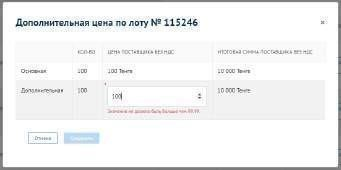 Дополнительная цена по лоту № 115246
×
КОЛ-ВО ЦЕНА ПОСТАВЩИКА БЕЗ НДС ИТОГОВАЯ СУММА ПОСТАВЩИКА БЕЗ НДС
Основная 100 100 Тенге 10 000 Тенге
Дополнительная 100 100 10 000 Тенге
Значение не должно быть больше чем 99.99.
Отмена Сохранить